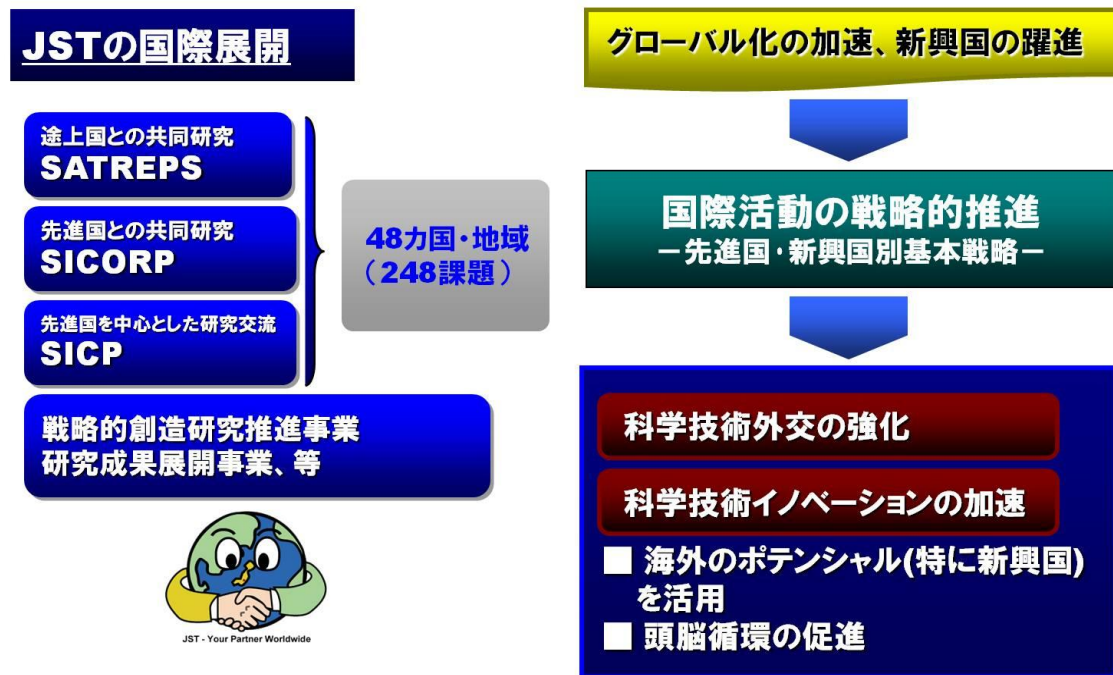 JSTの国際展開
途上国との共同研究
SATREPS
先進国との共同研究
SICORP
先進国を中心とした研究交流
SICP
48カ国・地域
（248課題）
戦略的創造研究推進事業
研究成果展開事業、等
JST - Your Partner Worldwide
グローバル化の加速、新興国の躍進
国際活動の戦略的推進
－先進国・新興国別基本戦略－
科学技術外交の強化
科学技術イノベーションの加速
■ 海外のポテンシャル(特に新興国)
を活用
■ 頭脳循環の促進